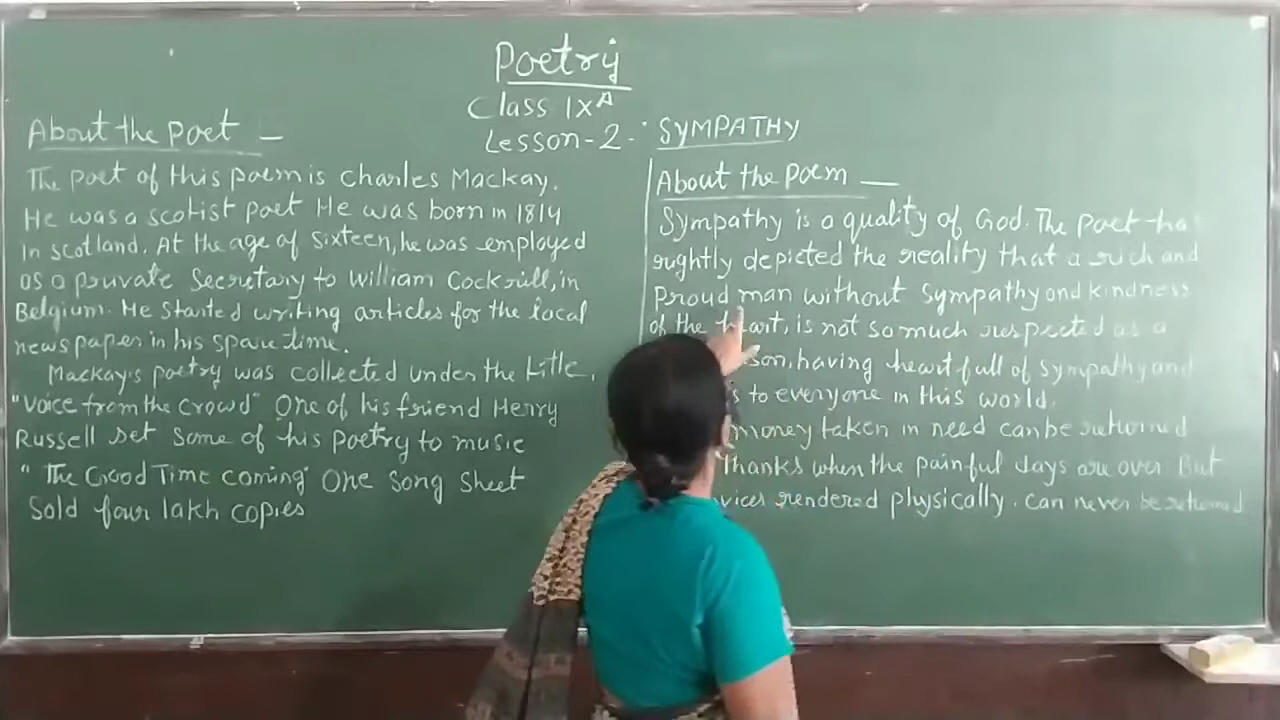 Poetry
Class IX A
Lesson-2-: SYMPATHY
About the Poet —
The poet of this poem is Charles Mackay.
He was a scotist poet He was born in 1814
In scotland. At the age of sixteen, he was employed
as a private Secretary to William Cockrill, in
Belgium. He started writing articles for the local
newspaper in his spare time.
Mackay's poetry was collected under the title,
"Voice from the crowd" One of his friend Henry
Russell set some of his Poetry to music
"The Good Time coming" One Song Sheet
Sold four lakh copies
About the Poem —
Sympathy is a quality of God. The Poet ha
rightly depicted the reality that a rich and
Proud man without Sympathy and kindness
of the heart, is not so much respected as a
son, having heart full of sympathy and
to everyone in this world.
money taken in need can be returned
Thanks when the painful days are over But
vices rendered physically. can never be returned